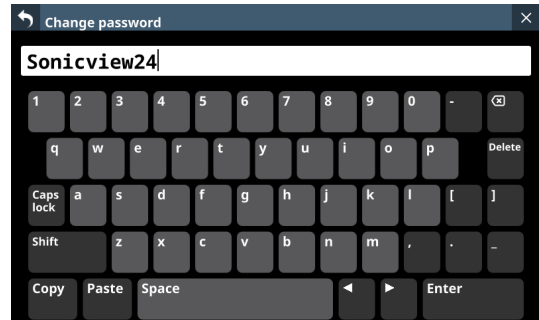 Change password
Sonicview24
1 2 3 4 5 6 7 8 9 0 -
q w e r t y u i o p Delete
Caps lock a s d f g h j k l [ ]
Shift z x c v b n m , . _
Copy Paste Space ◀ ▶ Enter